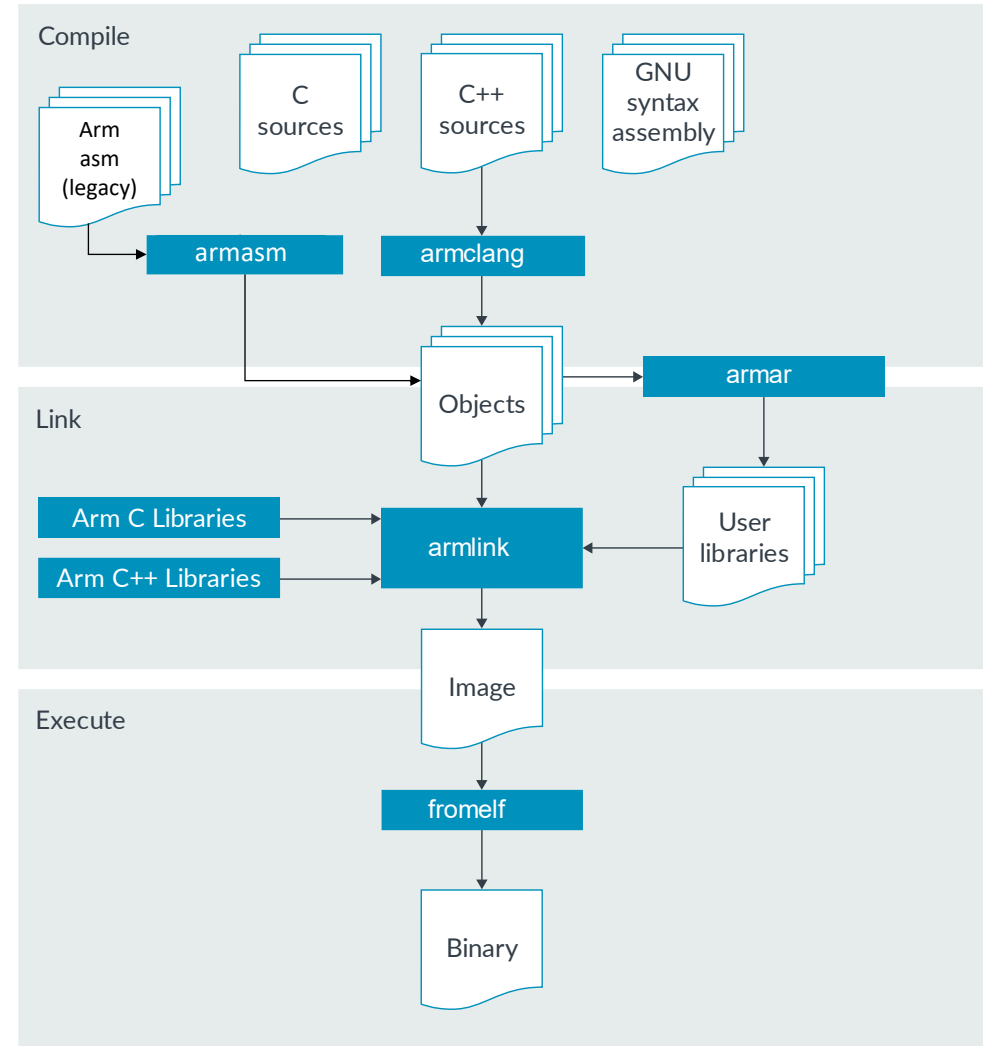 Compile
C
sources
C++
sources
GNU
syntax
assembly
Arm
asm
(legacy)
armasm
armclang
armar
Objects
Link
Arm C Libraries
Arm C++ Libraries
armlink
User
libraries
Image
Execute
fromelf
Binary